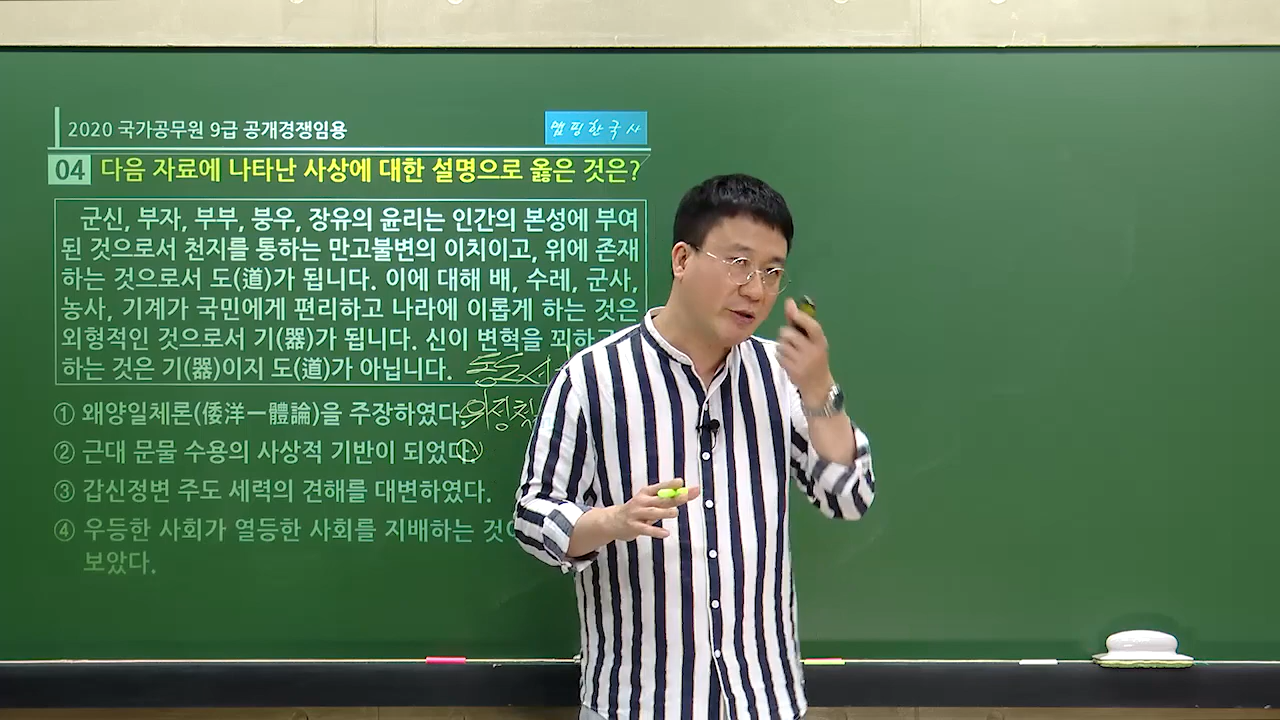 2020 국가공무원 9급 공개경쟁임용
맵핑한국사
04 다음 자료에 나타난 사상에 대한 설명으로 옳은 것은?
군신, 부자, 부부, 붕우, 장유의 윤리는 인간의 본성에 부여
된 것으로서 천지를 통하는 만고불변의 이치이고, 위에 존재
하는 것으로서 도(道)가 됩니다. 이에 대해 배, 수레, 군사,
농사, 기계가 국민에게 편리하고 나라에 이롭게 하는 것은
외형적인 것으로서 기(器)가 됩니다. 신이 변혁을 꾀하고
하는 것은 기(器)이지 도(道)가 아닙니다. 동도서
① 왜양일체론(倭洋一體論)을 주장하였다.
② 근대 문물 수용의 사상적 기반이 되었다
③ 갑신정변 주도 세력의 견해를 대변하였다.
④ 우등한 사회가 열등한 사회를 지배하는
보았다.